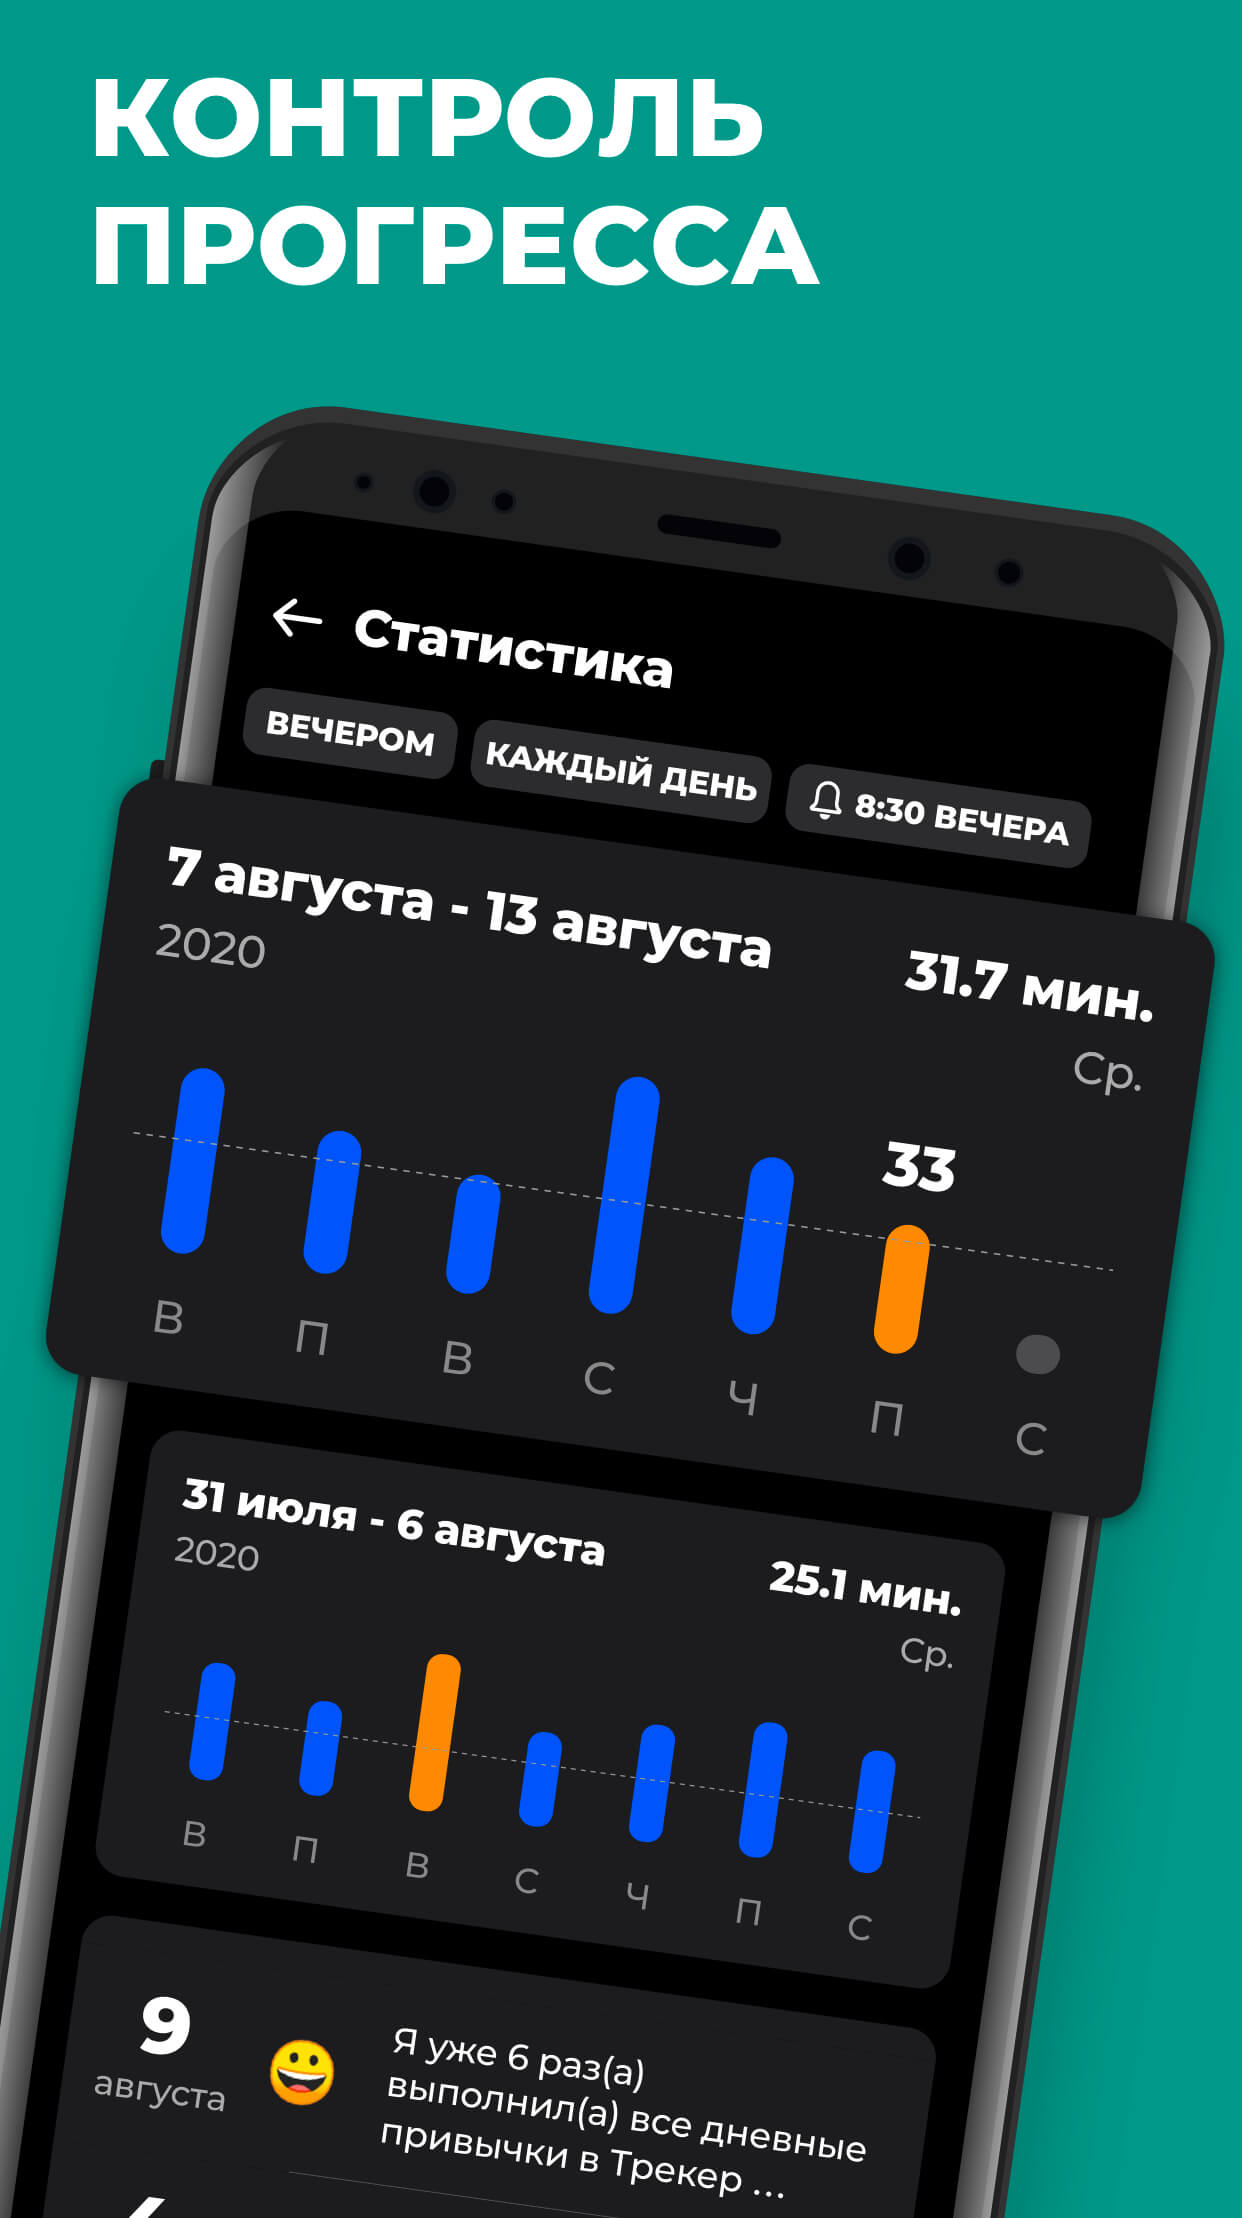 КОНТРОЛЬ
ПРОГРЕССА
Статистика
ВЕЧЕРОМ
КАЖДЫЙ ДЕНЬ
8:30 ВЕЧЕРА
7 августа - 13 августа
2020
31.7 мин.
Ср.
33
В П В С Ч П С
31 июля - 6 августа
2020
25.1 мин.
Ср.
В П В С Ч П С
9
августа
Я уже 6 раз(а)
выполнил(а) все дневные
привычки в Трекер ...